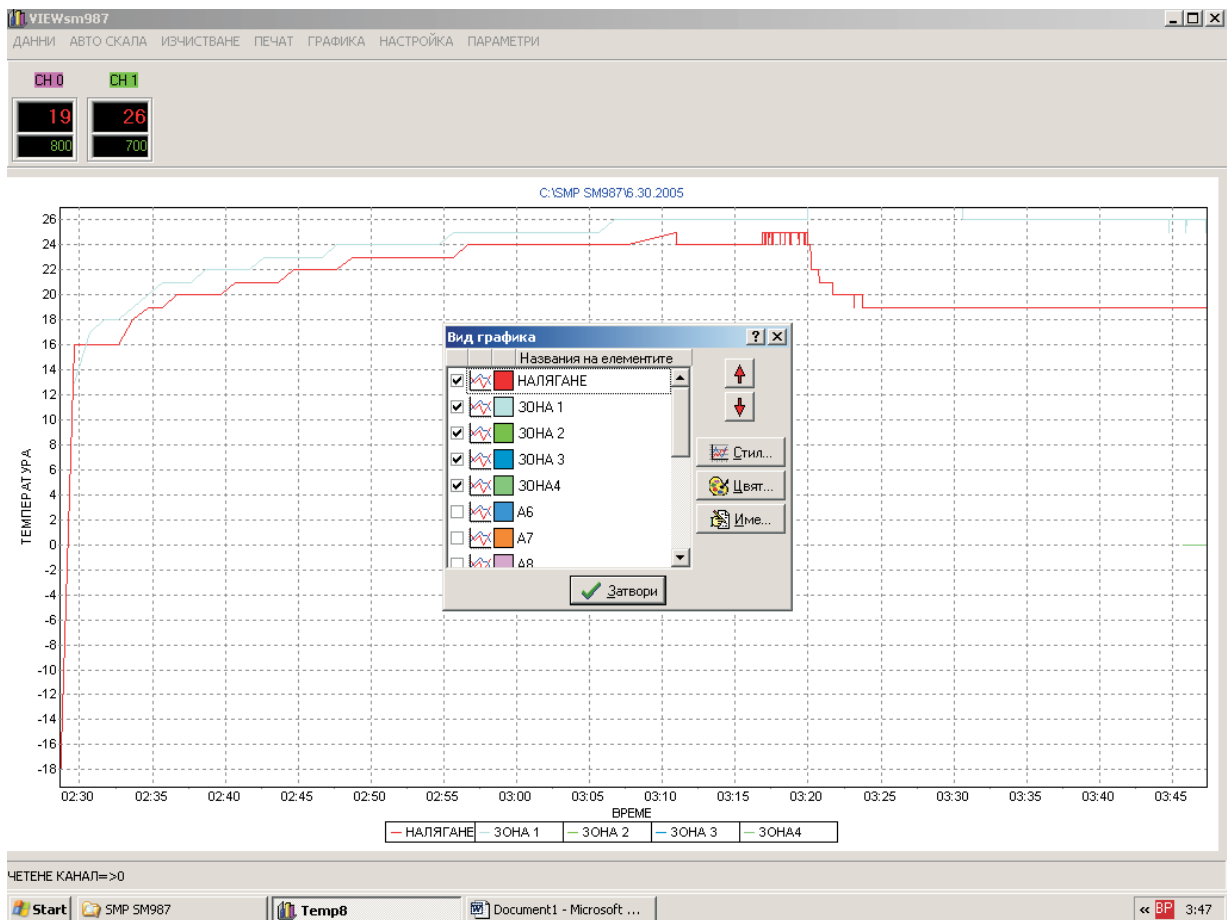 VIEWsm987
ДАННИ АВТО СКАЛА ИЗЧИСТВАНЕ ПЕЧАТ ГРАФИКА НАСТРОЙКА ПАРАМЕТРИ
CH 0 CH 1
19 26
800 700
C:\SMP SM987\6.30.2005
26
24
22
20
18
16
14
12
10
8
6
4
2
0
-2
-4
-6
-8
-10
-12
-14
-16
-18
ТЕМПЕРАТУРА
Вид графика
Названия на елементите
НАЛЯГАНЕ
ЗОНА 1
ЗОНА 2
ЗОНА 3
ЗОНА4
A6
A7
A8
Стил...
Цвят...
Име...
Затвори
02:30 02:35 02:40 02:45 02:50 02:55 03:00 03:05 03:10 03:15 03:20 03:25 03:30 03:35 03:40 03:45
ВРЕМЕ
НАЛЯГАНЕ ЗОНА 1 ЗОНА 2 ЗОНА 3 ЗОНА4
ЧЕТЕНЕ КАНАЛ=>0
Start SMP SM987 Temp8 Document1 - Microsoft ... « BP 3:47